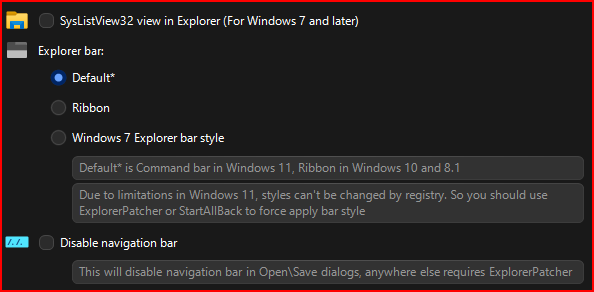 SysListView32 view in Explorer (For Windows 7 and later)
Explorer bar:
Default*
Ribbon
Windows 7 Explorer bar style
Default* is Command bar in Windows 11, Ribbon in Windows 10 and 8.1
Due to limitations in Windows 11, styles can't be changed by registry. So you should use
ExplorerPatcher or StartAllBack to force apply bar style
Disable navigation bar
This will disable navigation bar in Open\Save dialogs, anywhere else requires ExplorerPatcher